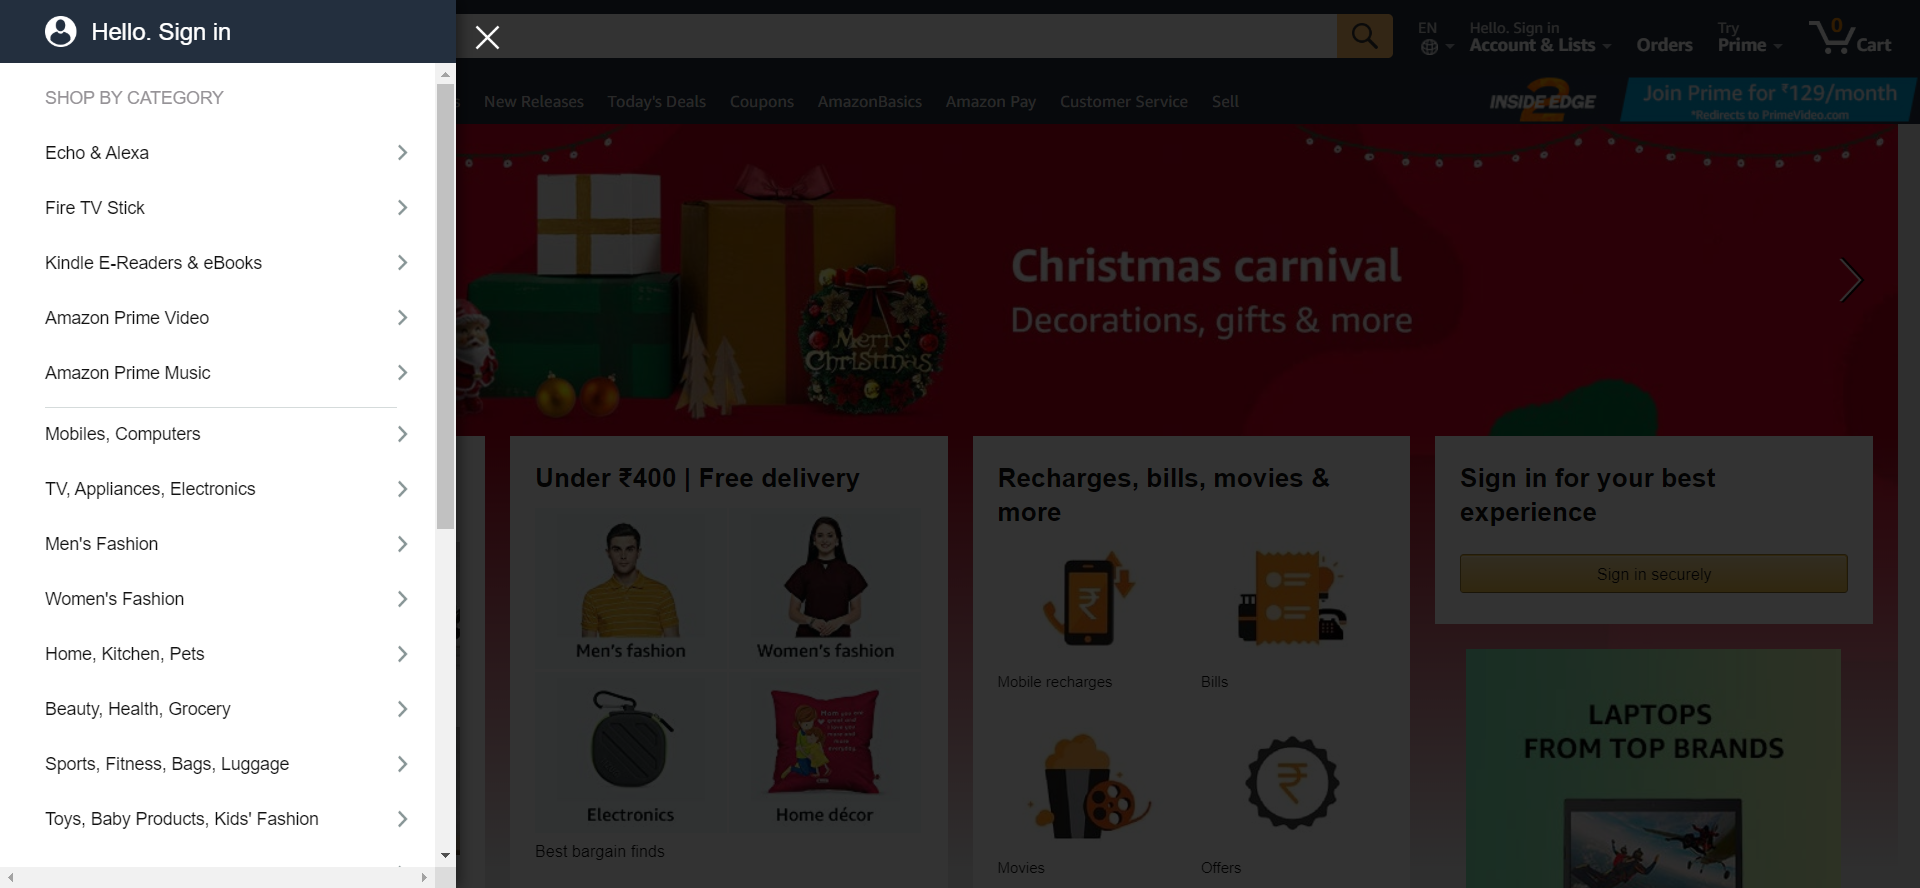 Hello. Sign in
SHOP BY CATEGORY
Echo & Alexa
Fire TV Stick
Kindle E-Readers & eBooks
Amazon Prime Video
Amazon Prime Music
Mobiles, Computers
TV, Appliances, Electronics
Men's Fashion
Women's Fashion
Home, Kitchen, Pets
Beauty, Health, Grocery
Sports, Fitness, Bags, Luggage
Toys, Baby Products, Kids' Fashion
EN
Hello. Sign in
Account & Lists
Orders
Try
Prime
0
Cart
New Releases
Today's Deals
Coupons
AmazonBasics
Amazon Pay
Customer Service
Sell
INSIDE EDGE 2
Join Prime for ₹129/month
*Redirects to PrimeVideo.com
Merry
Christmas
Christmas carnival
Decorations, gifts & more
Under ₹400 | Free delivery
Men's fashion
Women's fashion
Electronics
Home décor
Best bargain finds
Recharges, bills, movies &
more
Mobile recharges
Bills
Movies
Offers
Sign in for your best
experience
Sign in securely
LAPTOPS
FROM TOP BRANDS